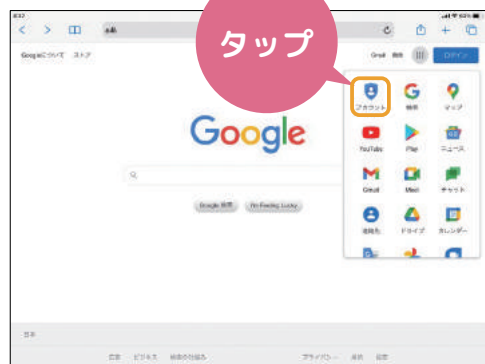 タップ
Googleについて ストア
Gmail 画像 ログイン
アカウント 検索 マップ
YouTube Play ニュース
Gmail Meet チャット
連絡先 ドライブ カレンダー
Google
Google 検索 I'm Feeling Lucky
日本
広告 ビジネス 検索の仕組み プライバシー 規約 設定